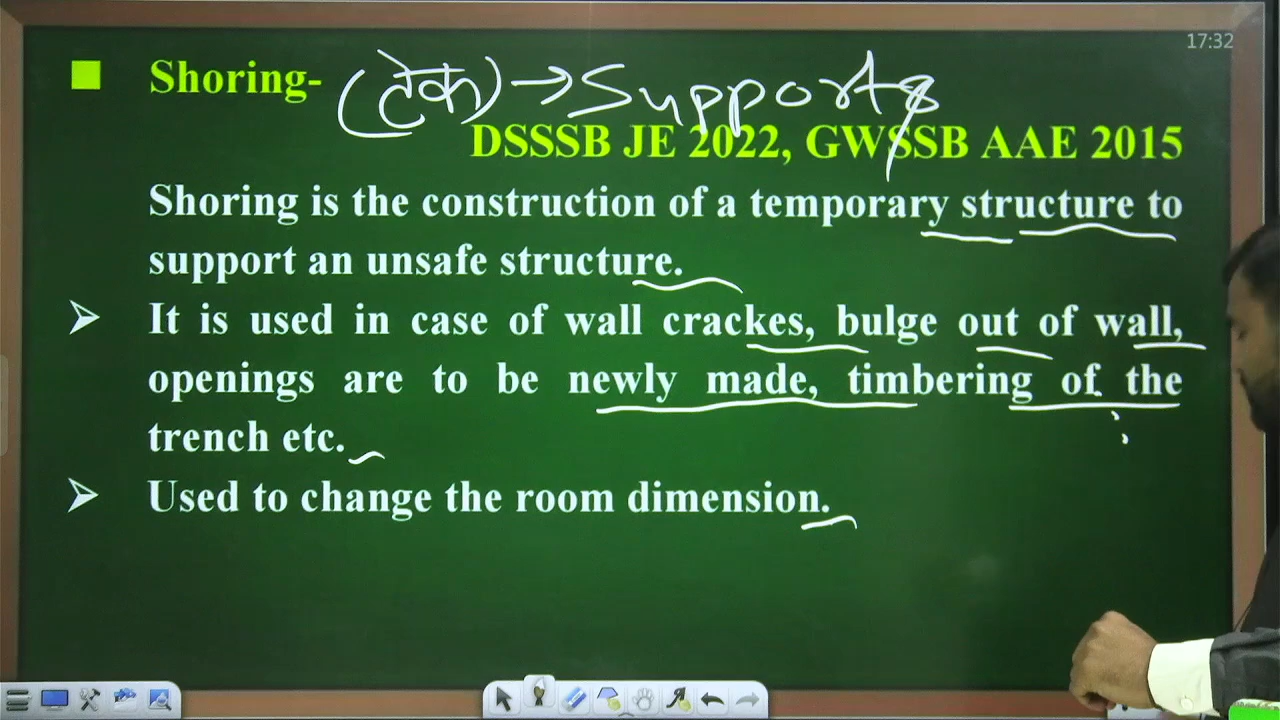 17:32
Shoring- (टेक) → Supporting
DSSSB JE 2022, GWSSB AAE 2015
Shoring is the construction of a temporary structure to
support an unsafe structure.
It is used in case of wall crackes, bulge out of wall,
openings are to be newly made, timbering of the
trench etc.
Used to change the room dimension.